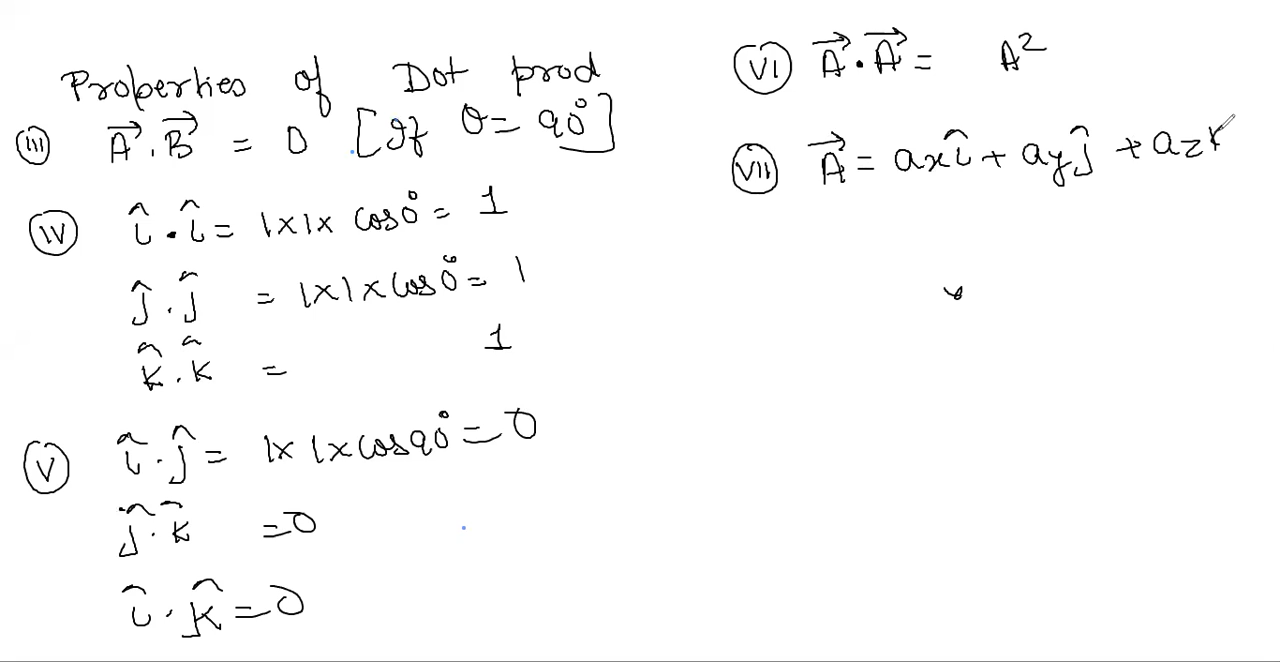 Properties of Dot prod
(iii) A⃗ . B⃗ = 0 [If θ = 90°]
(iv) î . î = 1×1× cos0° = 1
ĵ . ĵ = 1×1×cos0° = 1
k̂ . k̂ = 1
(v) î . ĵ = 1×1×cos90° = 0
ĵ . k̂ = 0
î . k̂ = 0
(vi) A⃗ . A⃗ = A²
(vii) A⃗ = axî + ayĵ + azk